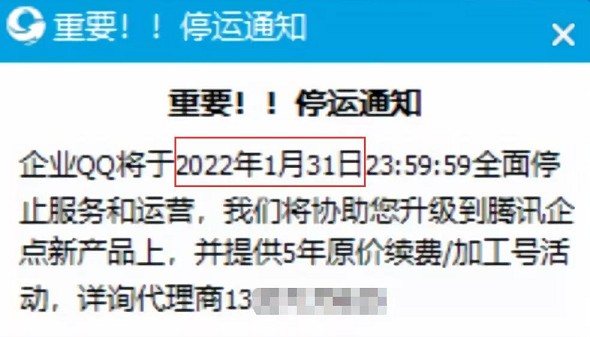 重要！！停运通知
重要！！停运通知
企业QQ将于2022年1月31日23:59:59全面停
止服务和运营，我们将协助您升级到腾讯企
点新产品上，并提供5年原价续费/加工号活
动，详询代理商13